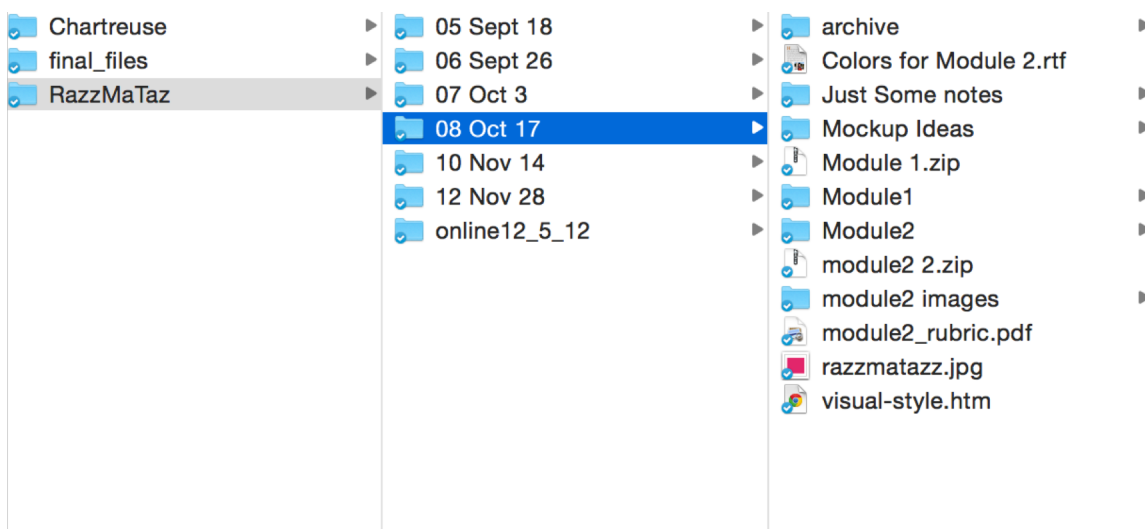 Chartreuse
final_files
RazzMaTaz
05 Sept 18
06 Sept 26
07 Oct 3
08 Oct 17
10 Nov 14
12 Nov 28
online12_5_12
archive
Colors for Module 2.rtf
Just Some notes
Mockup Ideas
Module 1.zip
Module1
Module2
module2 2.zip
module2 images
module2_rubric.pdf
razzmatazz.jpg
visual-style.htm